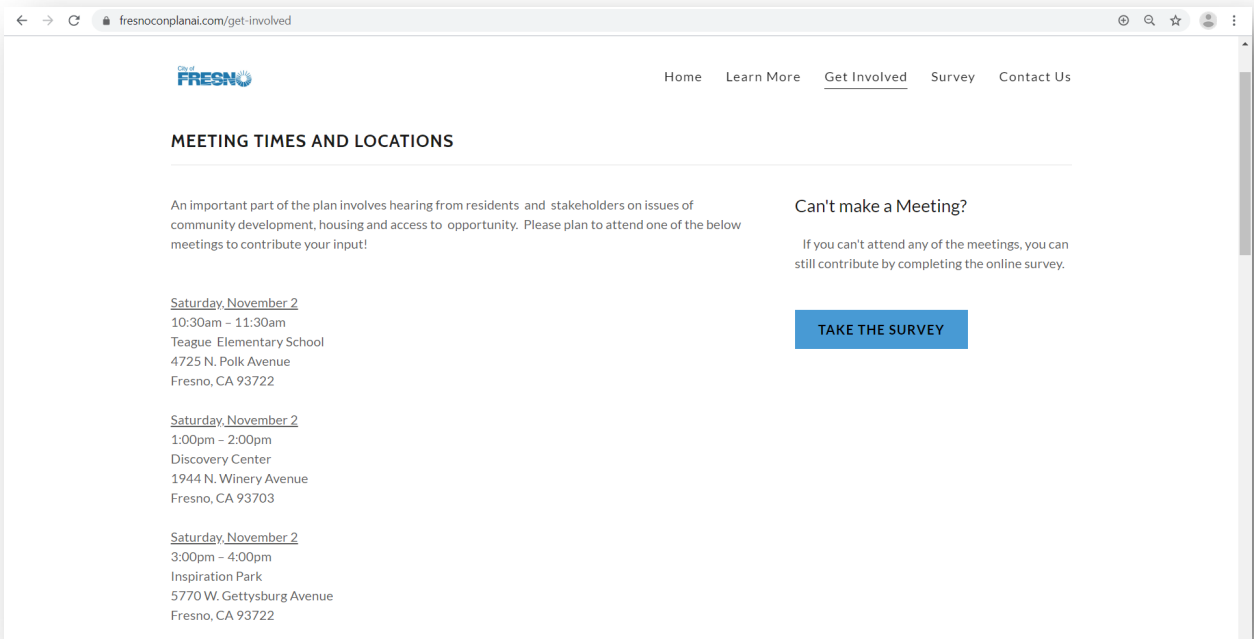 fresnoconplanai.com/get-involved
City of
FRESNO
Home Learn More Get Involved Survey Contact Us
MEETING TIMES AND LOCATIONS
An important part of the plan involves hearing from residents and stakeholders on issues of
community development, housing and access to opportunity. Please plan to attend one of the below
meetings to contribute your input!
Saturday, November 2
10:30am – 11:30am
Teague Elementary School
4725 N. Polk Avenue
Fresno, CA 93722
Saturday, November 2
1:00pm – 2:00pm
Discovery Center
1944 N. Winery Avenue
Fresno, CA 93703
Saturday, November 2
3:00pm – 4:00pm
Inspiration Park
5770 W. Gettysburg Avenue
Fresno, CA 93722
Can't make a Meeting?
If you can't attend any of the meetings, you can
still contribute by completing the online survey.
TAKE THE SURVEY